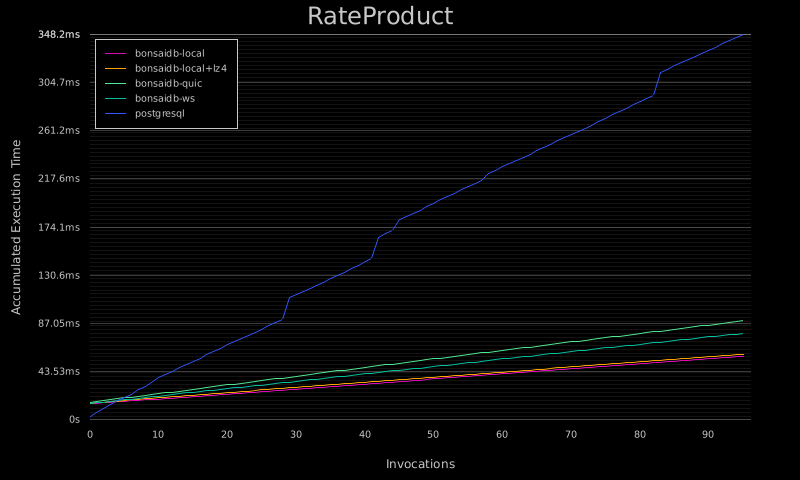 RateProduct
348.2ms
304.7ms
261.2ms
217.6ms
174.1ms
130.6ms
87.05ms
43.53ms
0s
Accumulated Execution Time
bonsaidb-local
bonsaidb-local+lz4
bonsaidb-quic
bonsaidb-ws
postgresql
0 10 20 30 40 50 60 70 80 90
Invocations